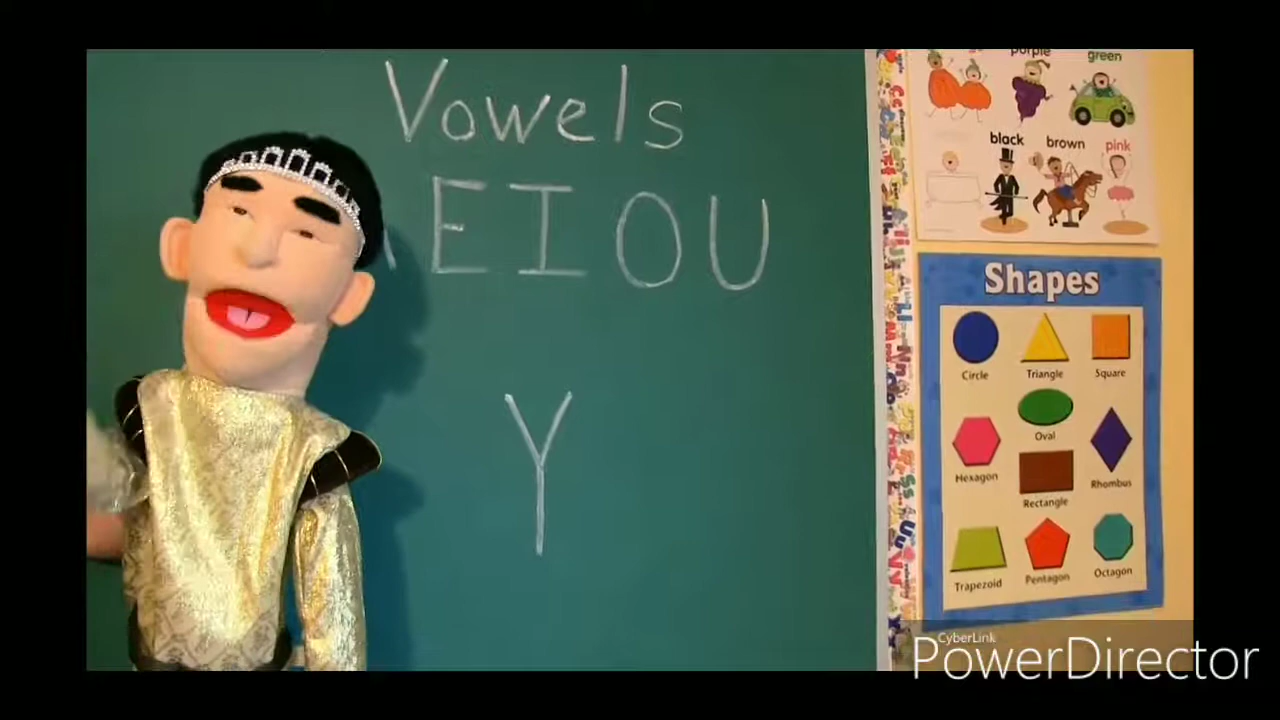 Vowels
E I O U
Y
purple
green
black
brown
pink
Shapes
Circle
Triangle
Square
Oval
Hexagon
Rectangle
Rhombus
Trapezoid
Pentagon
Octagon
CyberLink
PowerDirector